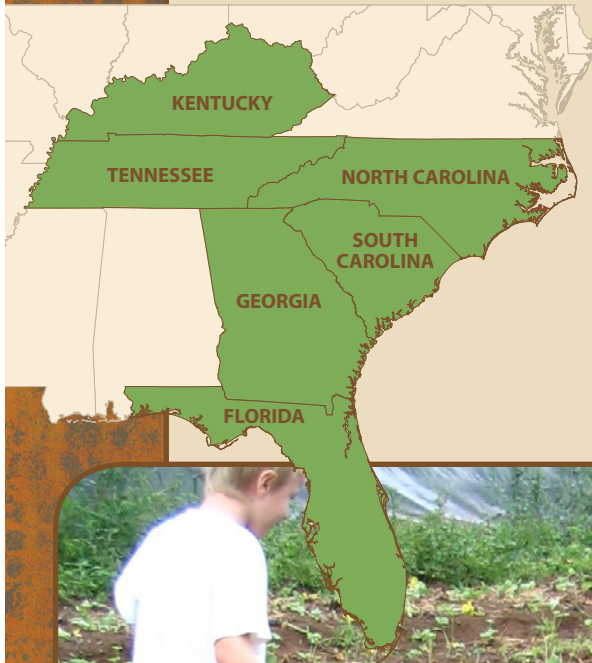 KENTUCKY
TENNESSEE
NORTH CAROLINA
SOUTH
CAROLINA
GEORGIA
FLORIDA